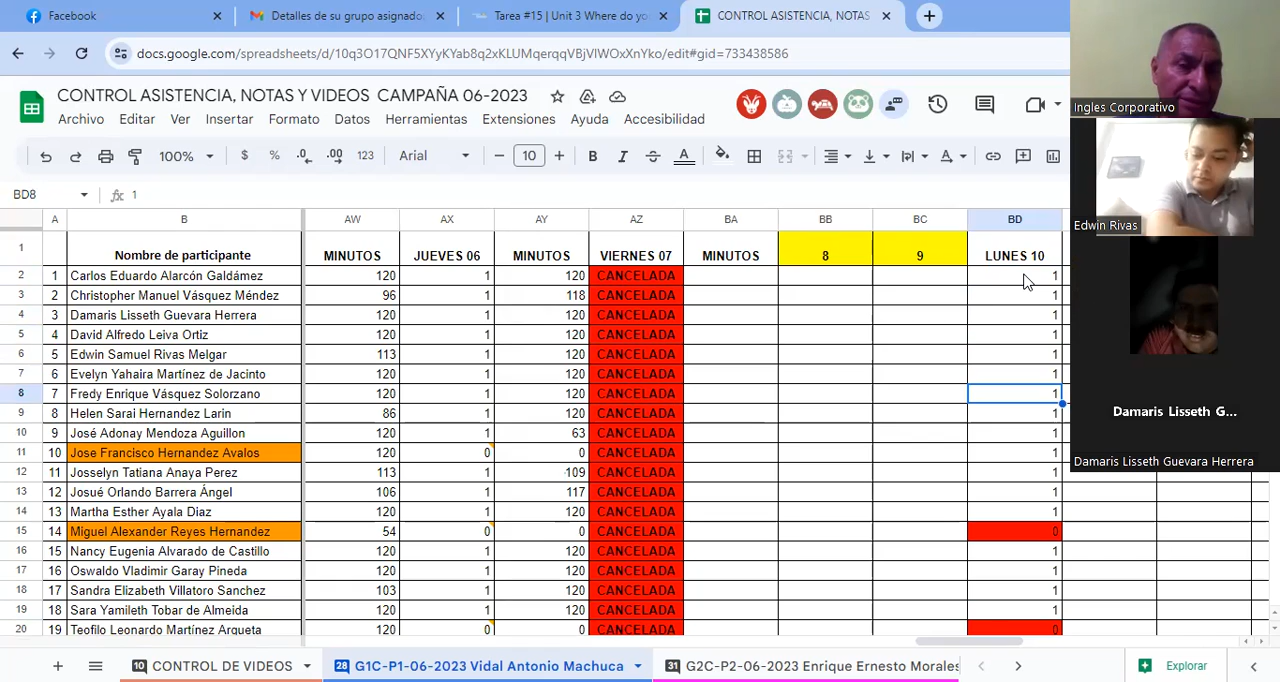 Facebook
Detalles de su grupo asignado
Tarea #15 | Unit 3 Where do yo
CONTROL ASISTENCIA, NOTAS
docs.google.com/spreadsheets/d/10q3O17QNF5XYyKYab8q2xKLUMqerqqVBjVIWOxXnYko/edit#gid=733438586
CONTROL ASISTENCIA, NOTAS Y VIDEOS CAMPAÑA 06-2023
Archivo Editar Ver Insertar Formato Datos Herramientas Extensiones Ayuda Accesibilidad
100% $ % .0 .00 123 Arial 10 B I A
BD8 fx 1
A B AW AX AY AZ BA BB BC BD
1 Nombre de participante MINUTOS JUEVES 06 MINUTOS VIERNES 07 MINUTOS 8 9 LUNES 10
2 1 Carlos Eduardo Alarcón Galdámez 120 1 120 CANCELADA 1
3 2 Christopher Manuel Vásquez Méndez 96 1 118 CANCELADA 1
4 3 Damaris Lisseth Guevara Herrera 120 1 120 CANCELADA 1
5 4 David Alfredo Leiva Ortiz 120 1 120 CANCELADA 1
6 5 Edwin Samuel Rivas Melgar 113 1 120 CANCELADA 1
7 6 Evelyn Yahaira Martínez de Jacinto 120 1 120 CANCELADA 1
8 7 Fredy Enrique Vásquez Solorzano 120 1 120 CANCELADA 1
9 8 Helen Sarai Hernandez Larin 86 1 120 CANCELADA 1
10 9 José Adonay Mendoza Aguillon 120 1 63 CANCELADA 1
11 10 Jose Francisco Hernandez Avalos 120 0 0 CANCELADA 1
12 11 Josselyn Tatiana Anaya Perez 113 1 109 CANCELADA 1
13 12 Josué Orlando Barrera Ángel 106 1 117 CANCELADA 1
14 13 Martha Esther Ayala Diaz 120 1 120 CANCELADA 1
15 14 Miguel Alexander Reyes Hernandez 54 0 0 CANCELADA 0
16 15 Nancy Eugenia Alvarado de Castillo 120 1 120 CANCELADA 1
17 16 Oswaldo Vladimir Garay Pineda 120 1 120 CANCELADA 1
18 17 Sandra Elizabeth Villatoro Sanchez 103 1 120 CANCELADA 1
19 18 Sara Yamileth Tobar de Almeida 120 1 120 CANCELADA 1
20 19 Teofilo Leonardo Martínez Arqueta 120 0 0 CANCELADA 0
10 CONTROL DE VIDEOS
28 G1C-P1-06-2023 Vidal Antonio Machuca
31 G2C-P2-06-2023 Enrique Ernesto Morales
Explorar
Ingles Corporativo
Edwin Rivas
Damaris Lisseth G...
Damaris Lisseth Guevara Herrera